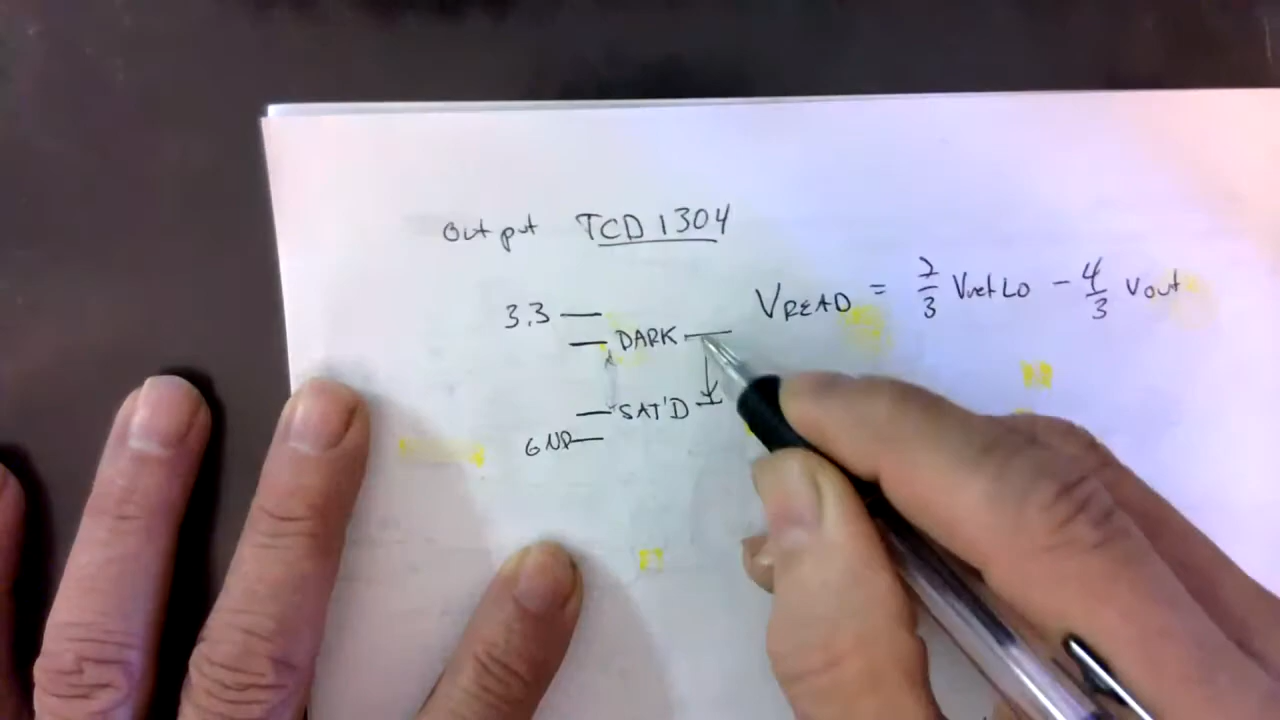 Output TCD1304
VREAD = 2/3 VrefLo - 4/3 Vout
3.3
DARK
SAT'D
GND